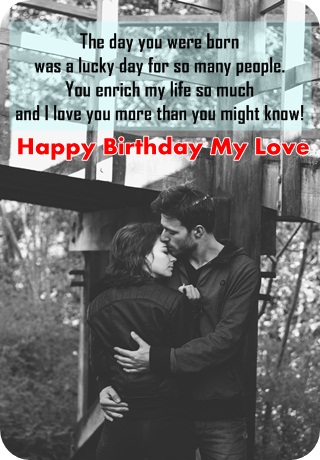 The day you were born
was a lucky day for so many people.
You enrich my life so much
and I love you more than you might know!
Happy Birthday My Love